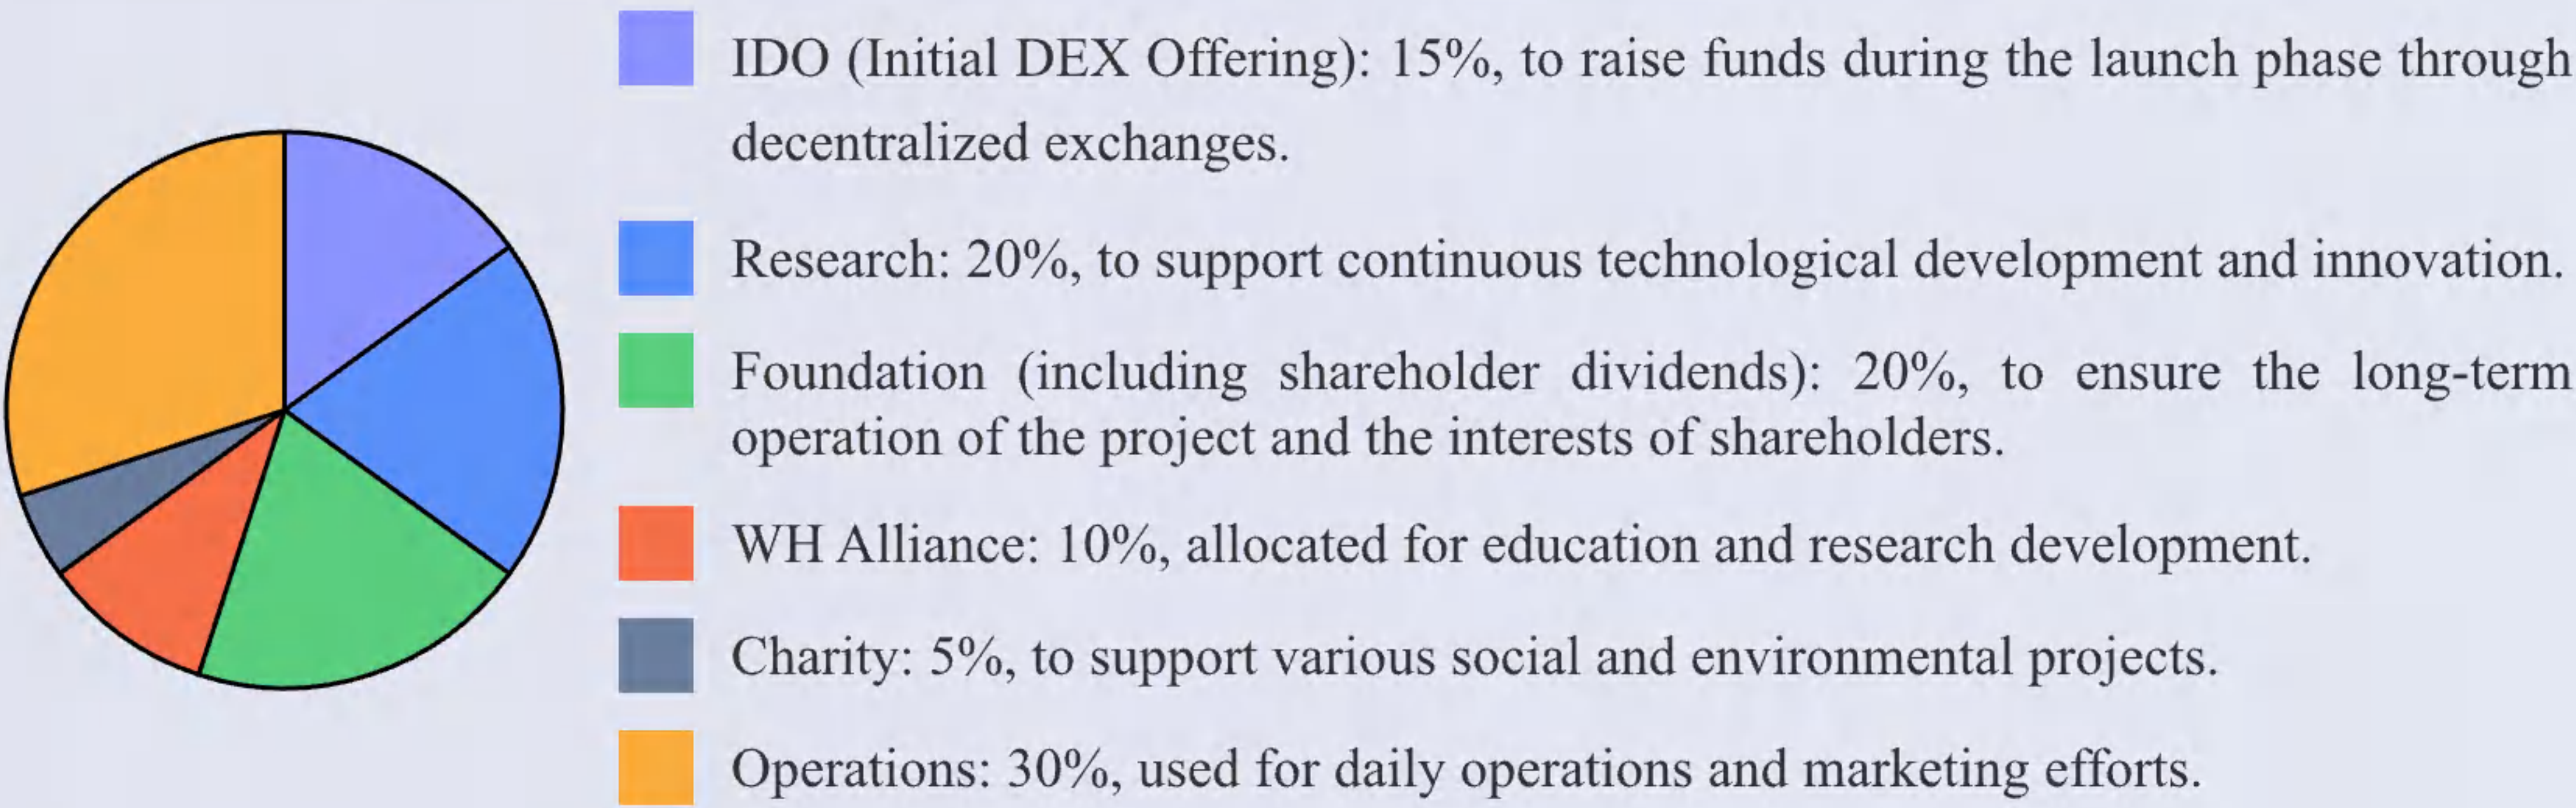 IDO (Initial DEX Offering): 15%, to raise funds during the launch phase through
decentralized exchanges.
Research: 20%, to support continuous technological development and innovation.
Foundation (including shareholder dividends): 20%, to ensure the long-term
operation of the project and the interests of shareholders.
WH Alliance: 10%, allocated for education and research development.
Charity: 5%, to support various social and environmental projects.
Operations: 30%, used for daily operations and marketing efforts.